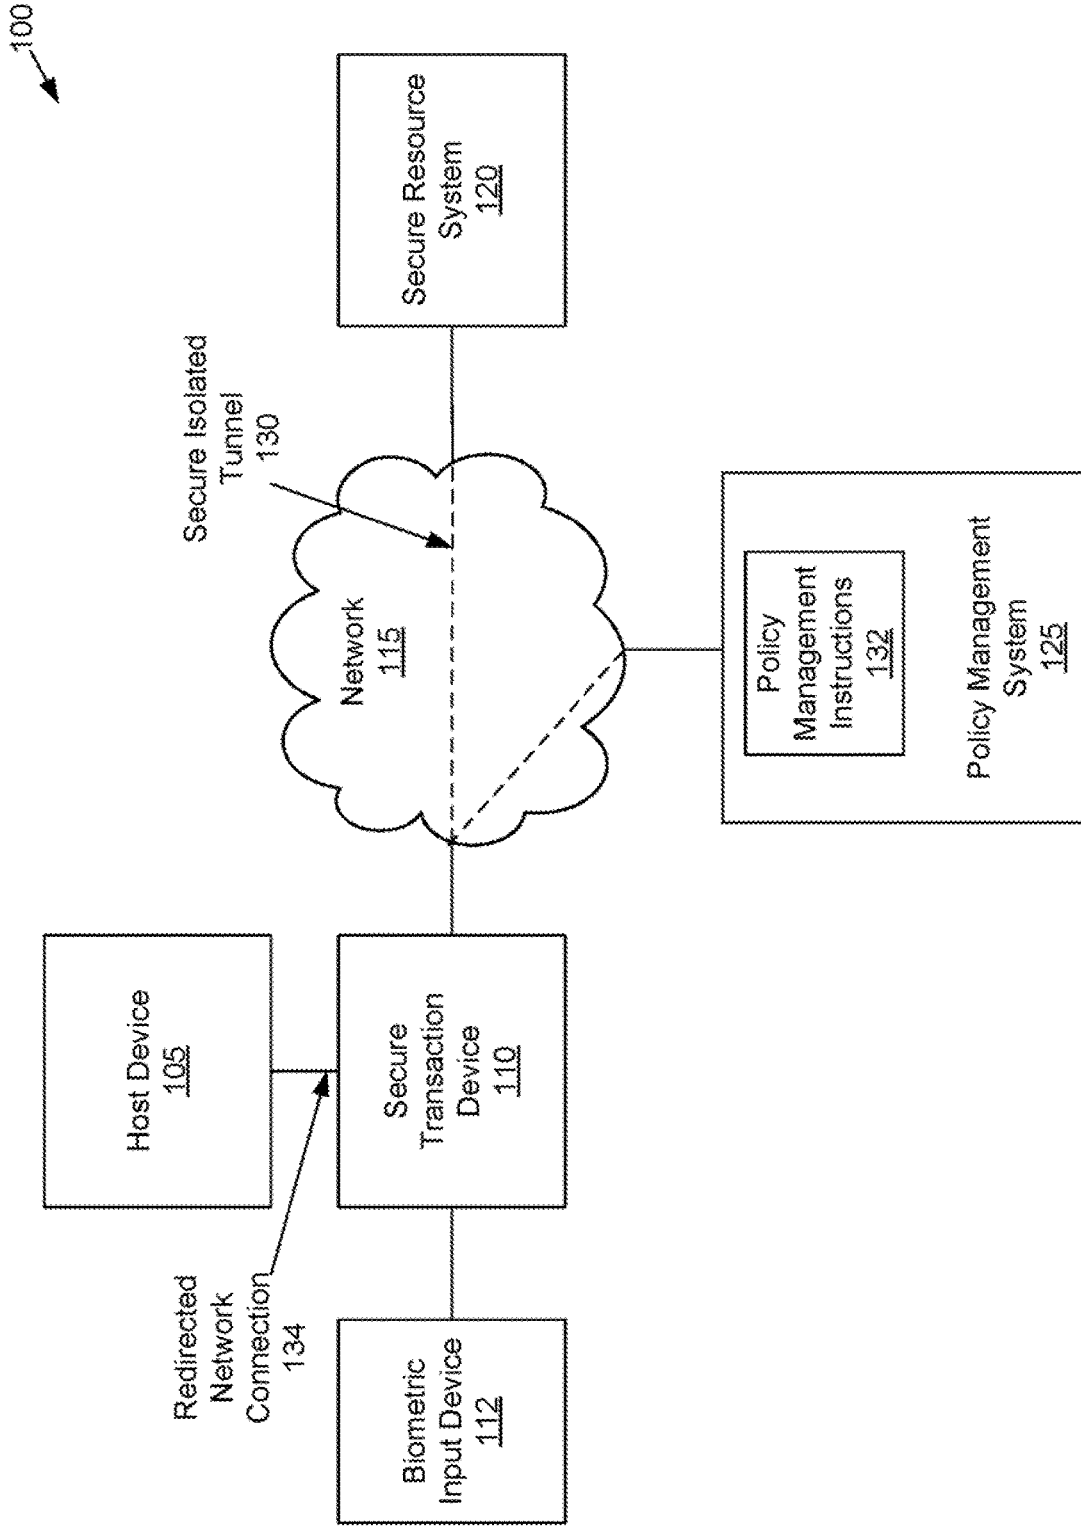 100
Host Device
105
Redirected
Network
Connection
134
Biometric
Input Device
112
Secure
Transaction
Device
110
Network
115
Secure Isolated
Tunnel
130
Secure Resource
System
120
Policy
Management
Instructions
132
Policy Management
System
125